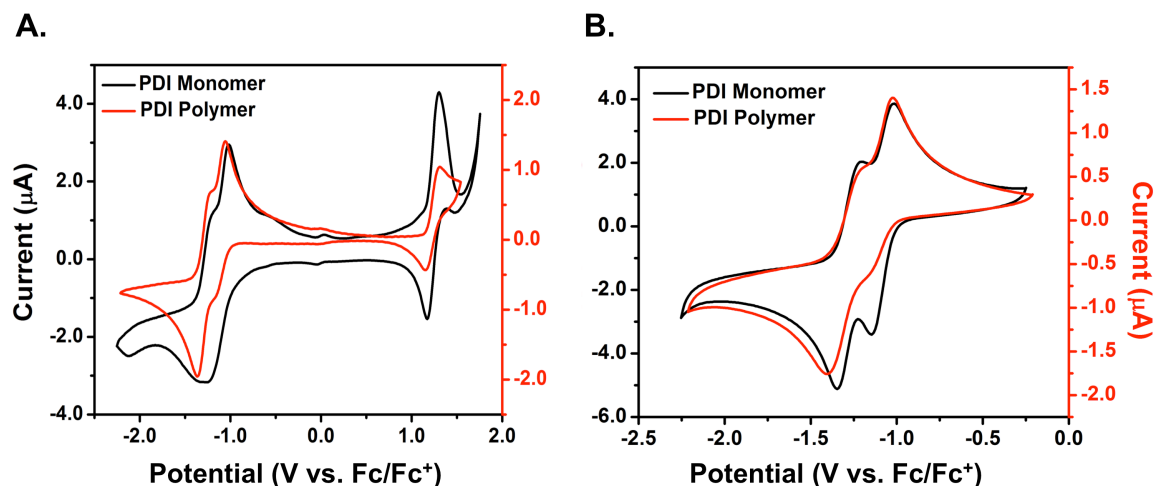 A.
PDI Monomer
PDI Polymer
4.0
2.0
0.0
-2.0
-4.0
2.0
1.0
0.0
-1.0
-2.0
-2.0 -1.0 0.0 1.0 2.0
Current (μA)
Potential (V vs. Fc/Fc+)
B.
PDI Monomer
PDI Polymer
4.0
2.0
0.0
-2.0
-4.0
-6.0
1.5
1.0
0.5
0.0
-0.5
-1.0
-1.5
-2.0
Current (μA)
-2.5 -2.0 -1.5 -1.0 -0.5 0.0
Potential (V vs. Fc/Fc+)